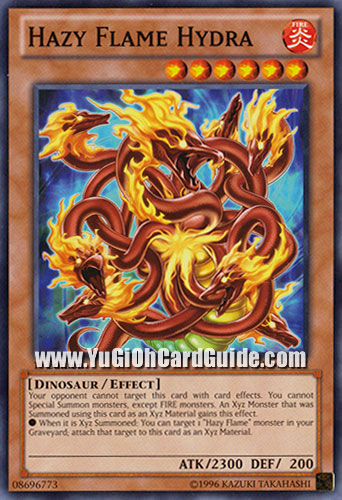 Hazy Flame Hydra
FIRE
炎
www.YuGiOhCardGuide.com
[Dinosaur / Effect]
Your opponent cannot target this card with card effects. You cannot
Special Summon monsters, except FIRE monsters. An Xyz Monster that was
Summoned using this card as an Xyz Material gains this effect.
● When it is Xyz Summoned: You can target 1 "Hazy Flame" monster in
your Graveyard; attach that target to this card as an Xyz Material.
ATK/2300 DEF/ 200
08696773 ©1996 KAZUKI TAKAHASHI